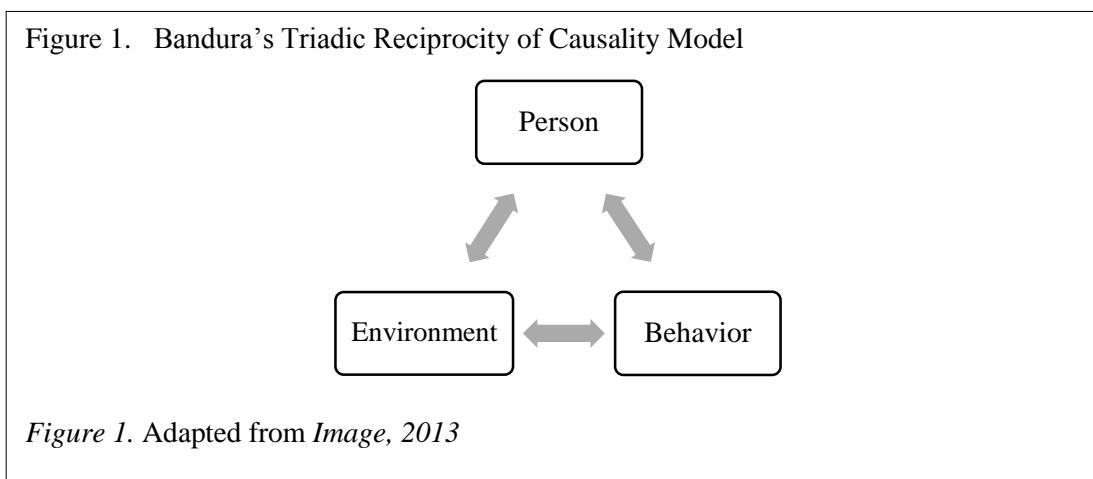 Figure 1. Bandura’s Triadic Reciprocity of Causality Model
Person
Environment
Behavior
Figure 1. Adapted from Image, 2013